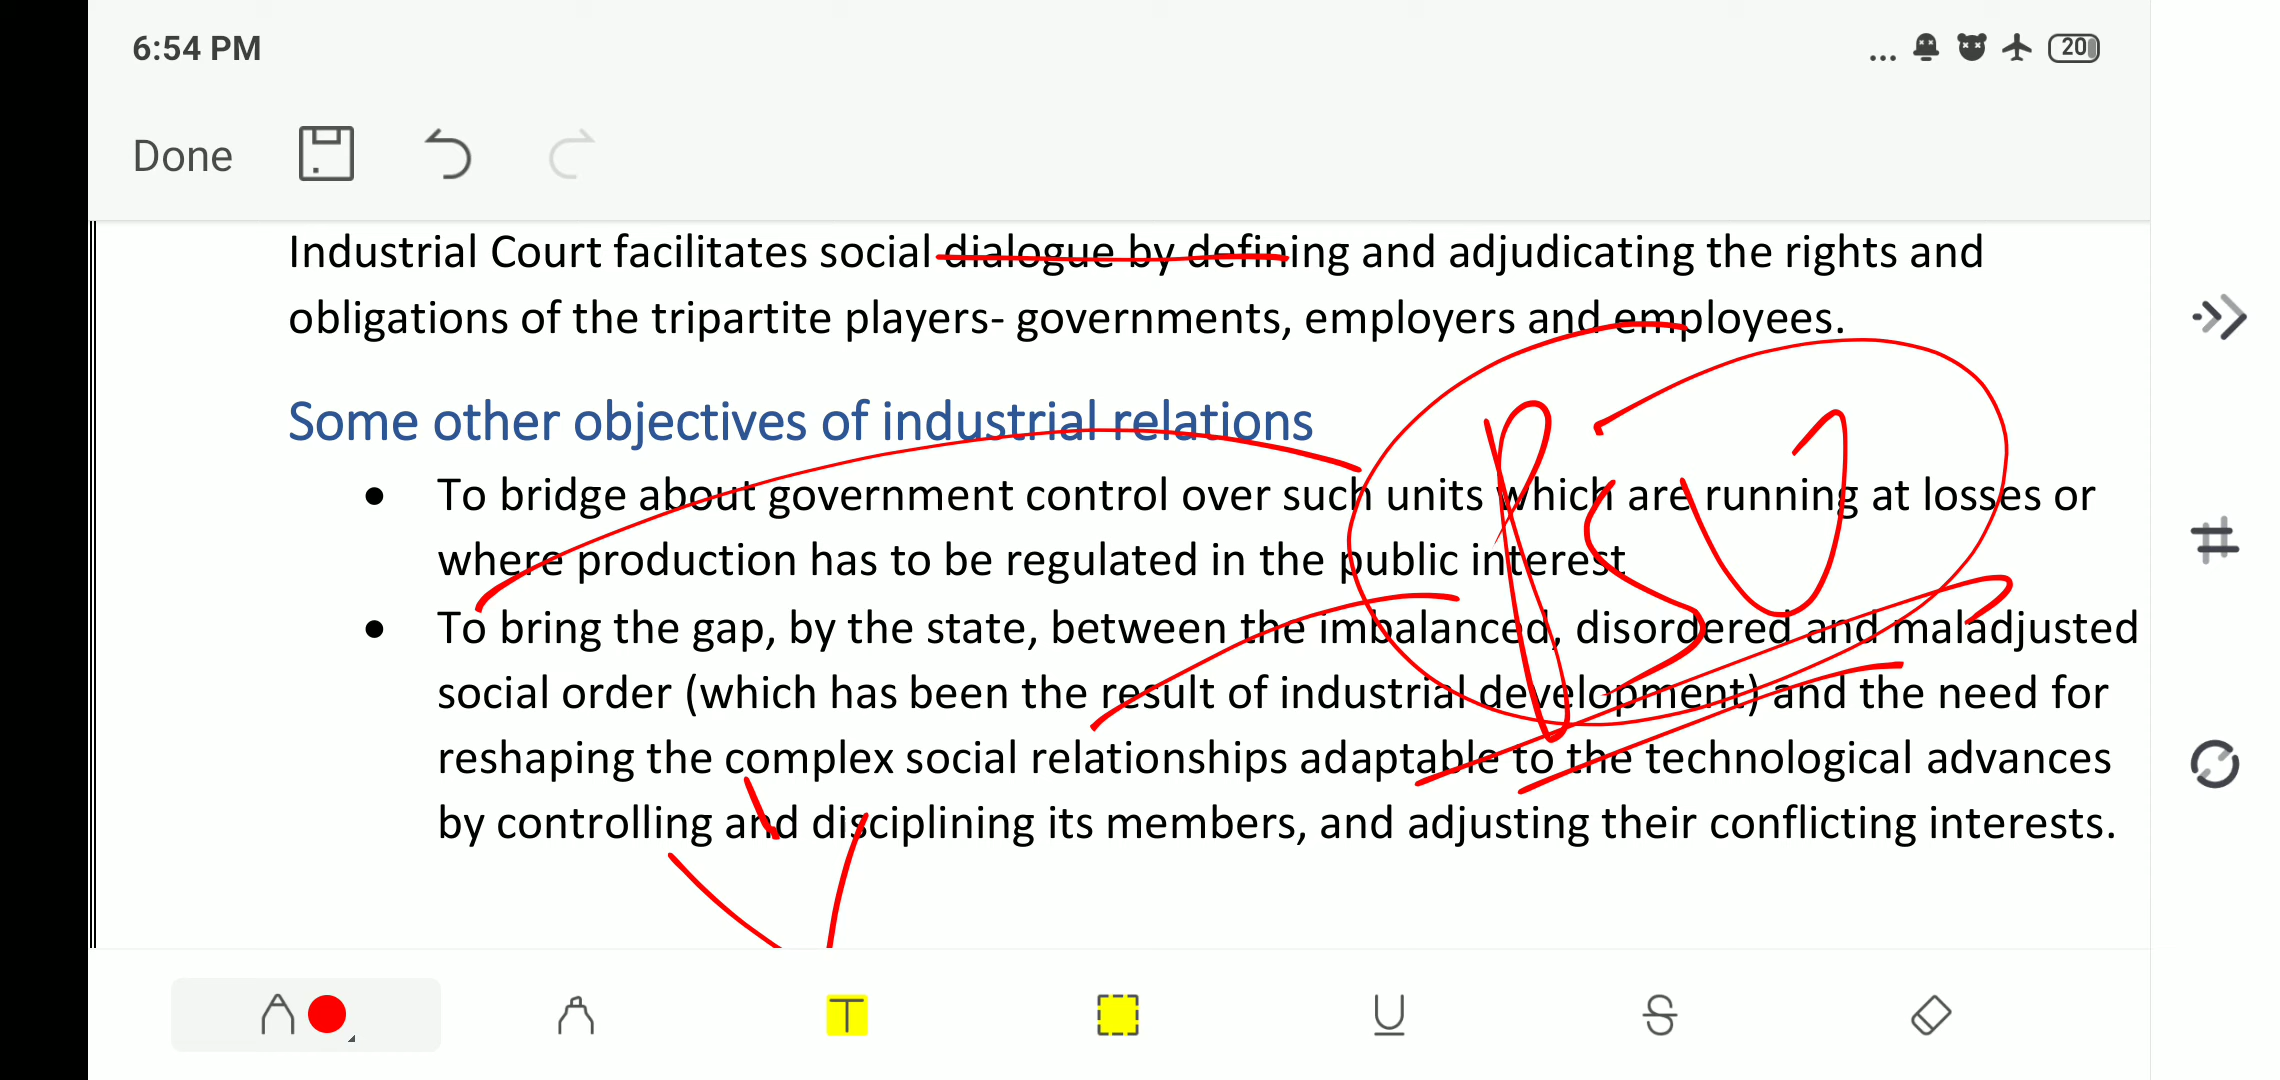 6:54 PM
... 20
Done
Industrial Court facilitates social dialogue by defining and adjudicating the rights and
obligations of the tripartite players- governments, employers and employees.
Some other objectives of industrial relations
• To bridge about government control over such units which are running at losses or
where production has to be regulated in the public interest
• To bring the gap, by the state, between the imbalanced, disordered and maladjusted
social order (which has been the result of industrial development) and the need for
reshaping the complex social relationships adaptable to the technological advances
by controlling and disciplining its members, and adjusting their conflicting interests.
PSU